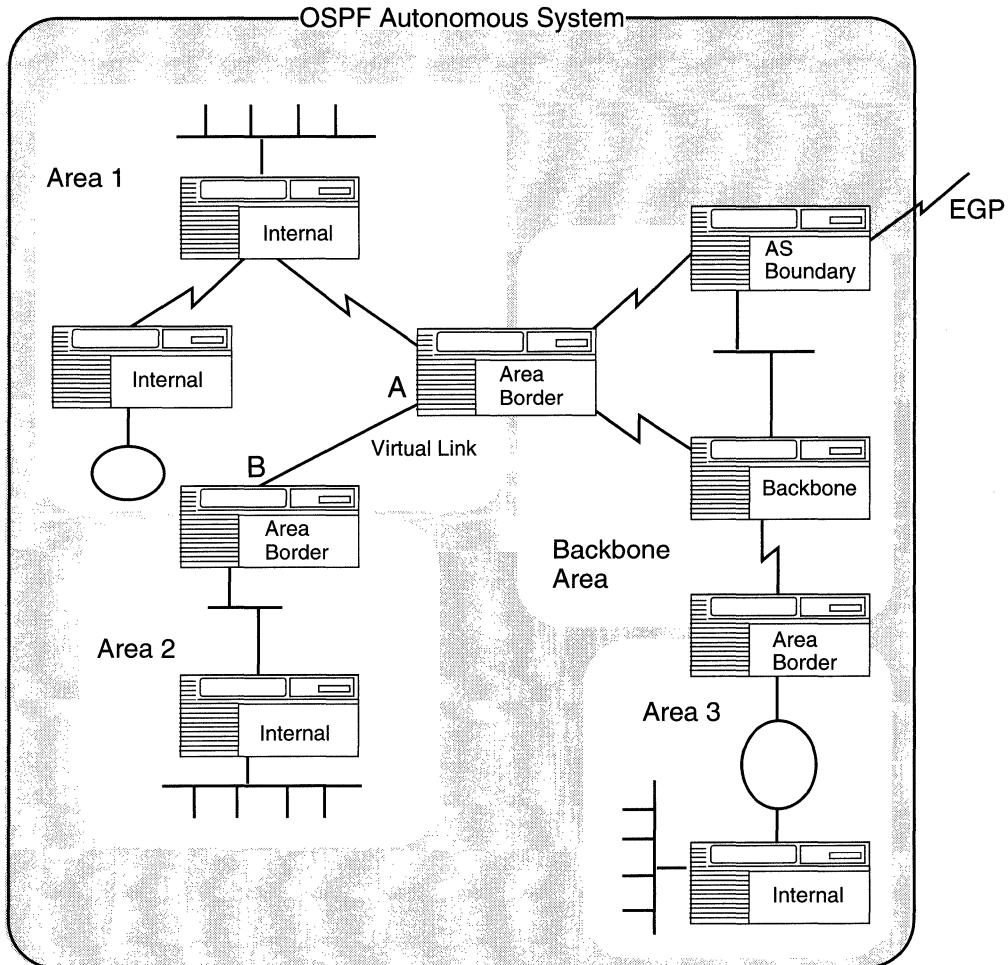 OSPF Autonomous System
Area 1
Internal
EGP
AS
Boundary
Internal
A
Area
Border
Virtual Link
B
Area
Border
Backbone
Backbone
Area
Area 2
Area
Border
Internal
Area 3
Internal